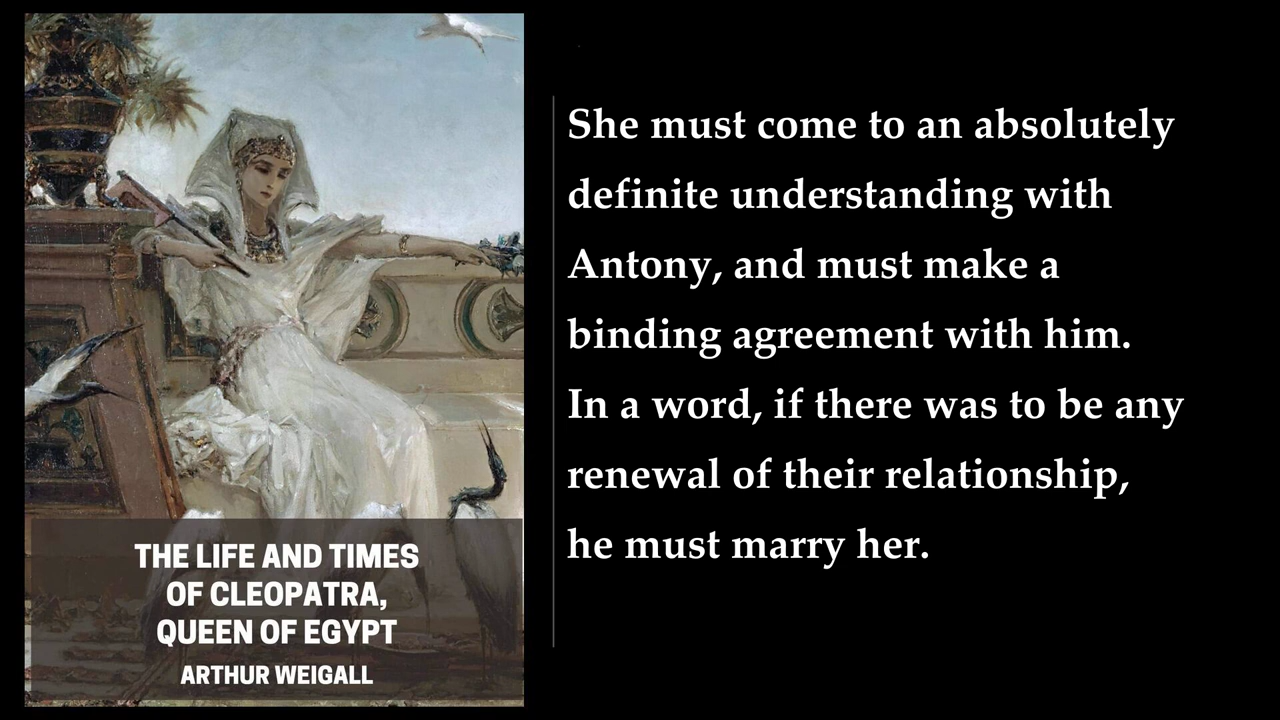 THE LIFE AND TIMES
OF CLEOPATRA,
QUEEN OF EGYPT
ARTHUR WEIGALL
She must come to an absolutely
definite understanding with
Antony, and must make a
binding agreement with him.
In a word, if there was to be any
renewal of their relationship,
he must marry her.